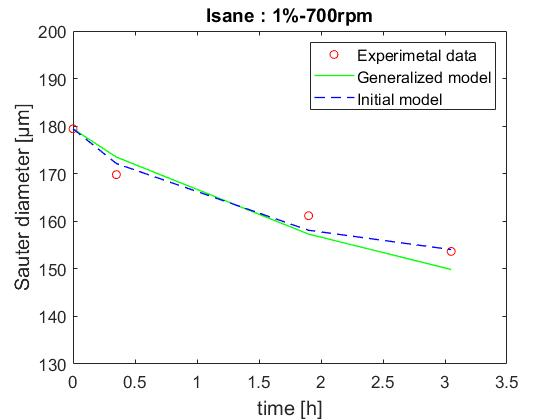 Isane : 1%-700rpm
200
190
180
170
160
150
140
130
Sauter diameter [µm]
Experimetal data
Generalized model
Initial model
0
0.5
1
1.5
2
2.5
3
3.5
time [h]